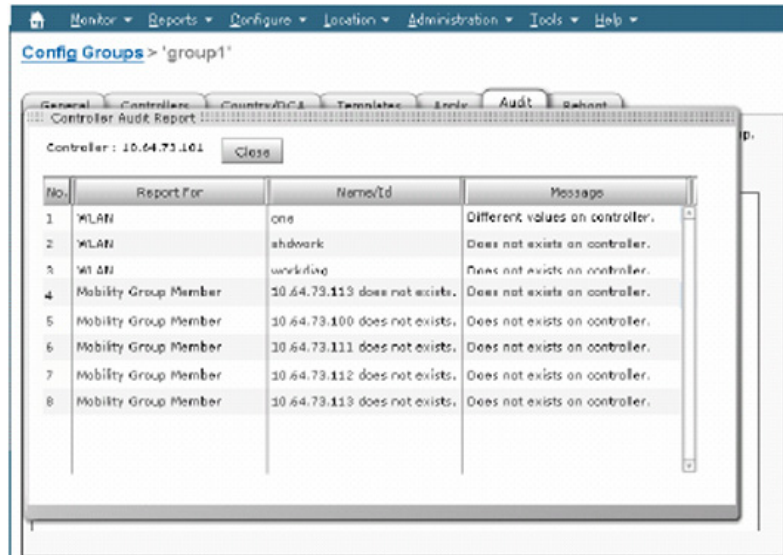 Monitor Reports Configure Location Administration Tools Help
Config Groups > 'group1'
General Controllers Country/DCA Templates Apply Audit Reboot
Controller Audit Report
up.
Controller : 10.64.73.101 Close
No. Report For Name/Id Message
1 WLAN one Different values on controller.
2 WLAN shdwork Does not exists on controller.
3 WLAN workdiag Does not exists on controller.
4 Mobility Group Member 10.64.73.113 does not exists. Does not exists on controller.
5 Mobility Group Member 10.64.73.100 does not exists. Does not exists on controller.
6 Mobility Group Member 10.64.73.111 does not exists. Does not exists on controller.
7 Mobility Group Member 10.64.73.112 does not exists. Does not exists on controller.
8 Mobility Group Member 10.64.73.113 does not exists. Does not exists on controller.